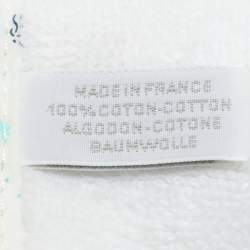 MADE IN FRANCE
100% COTON-COTTON
ALGODON-COTONE
BAUMWOLLE